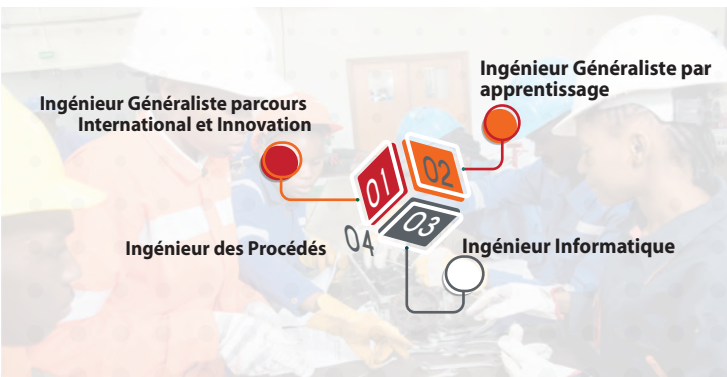 Ingénieur Généraliste parcours
International et Innovation
01
Ingénieur Généraliste par
apprentissage
02
03
Ingénieur Informatique
04
Ingénieur des Procédés